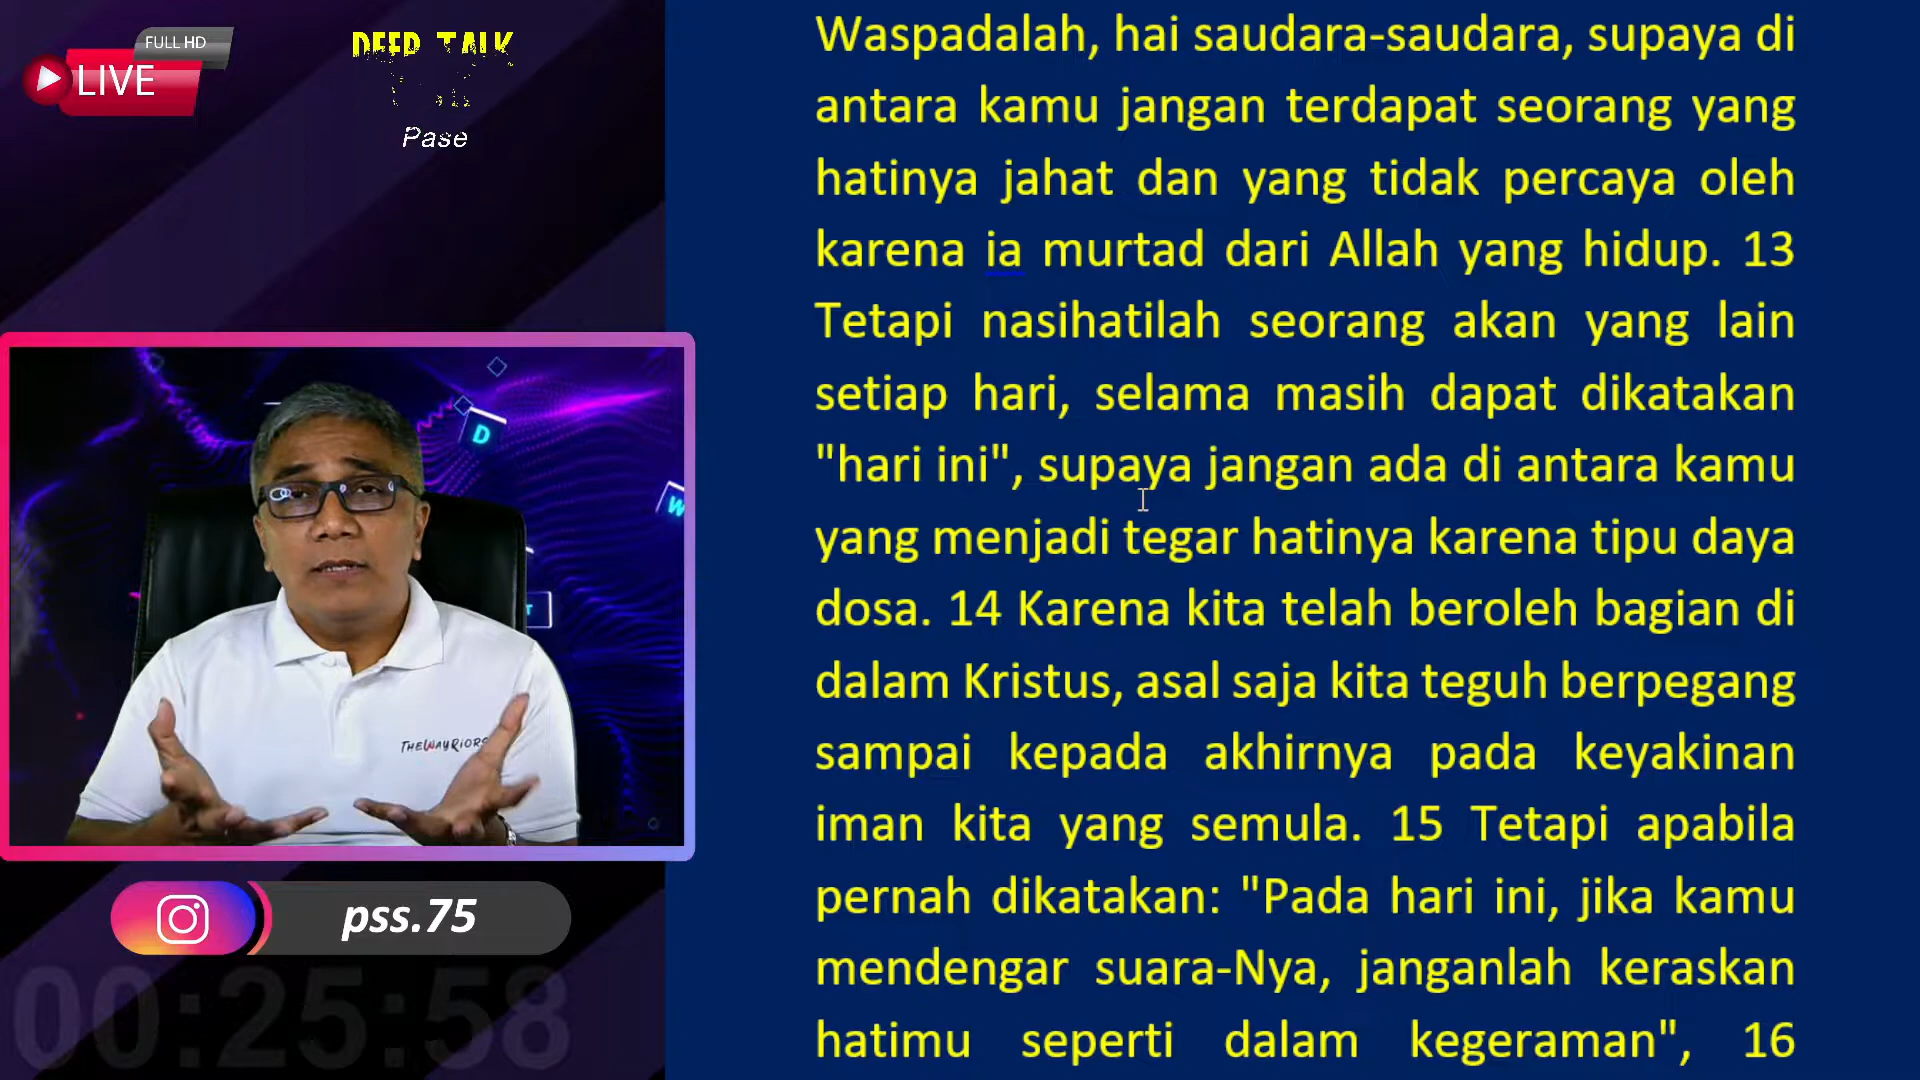 FULL HD
LIVE
DEEP TALK
Pase
D
W
T
THEWAYRIORS
pss.75
00:25:58
Waspadalah, hai saudara-saudara, supaya di
antara kamu jangan terdapat seorang yang
hatinya jahat dan yang tidak percaya oleh
karena ia murtad dari Allah yang hidup. 13
Tetapi nasihatilah seorang akan yang lain
setiap hari, selama masih dapat dikatakan
"hari ini", supaya jangan ada di antara kamu
yang menjadi tegar hatinya karena tipu daya
dosa. 14 Karena kita telah beroleh bagian di
dalam Kristus, asal saja kita teguh berpegang
sampai kepada akhirnya pada keyakinan
iman kita yang semula. 15 Tetapi apabila
pernah dikatakan: "Pada hari ini, jika kamu
mendengar suara-Nya, janganlah keraskan
hatimu seperti dalam kegeraman", 16